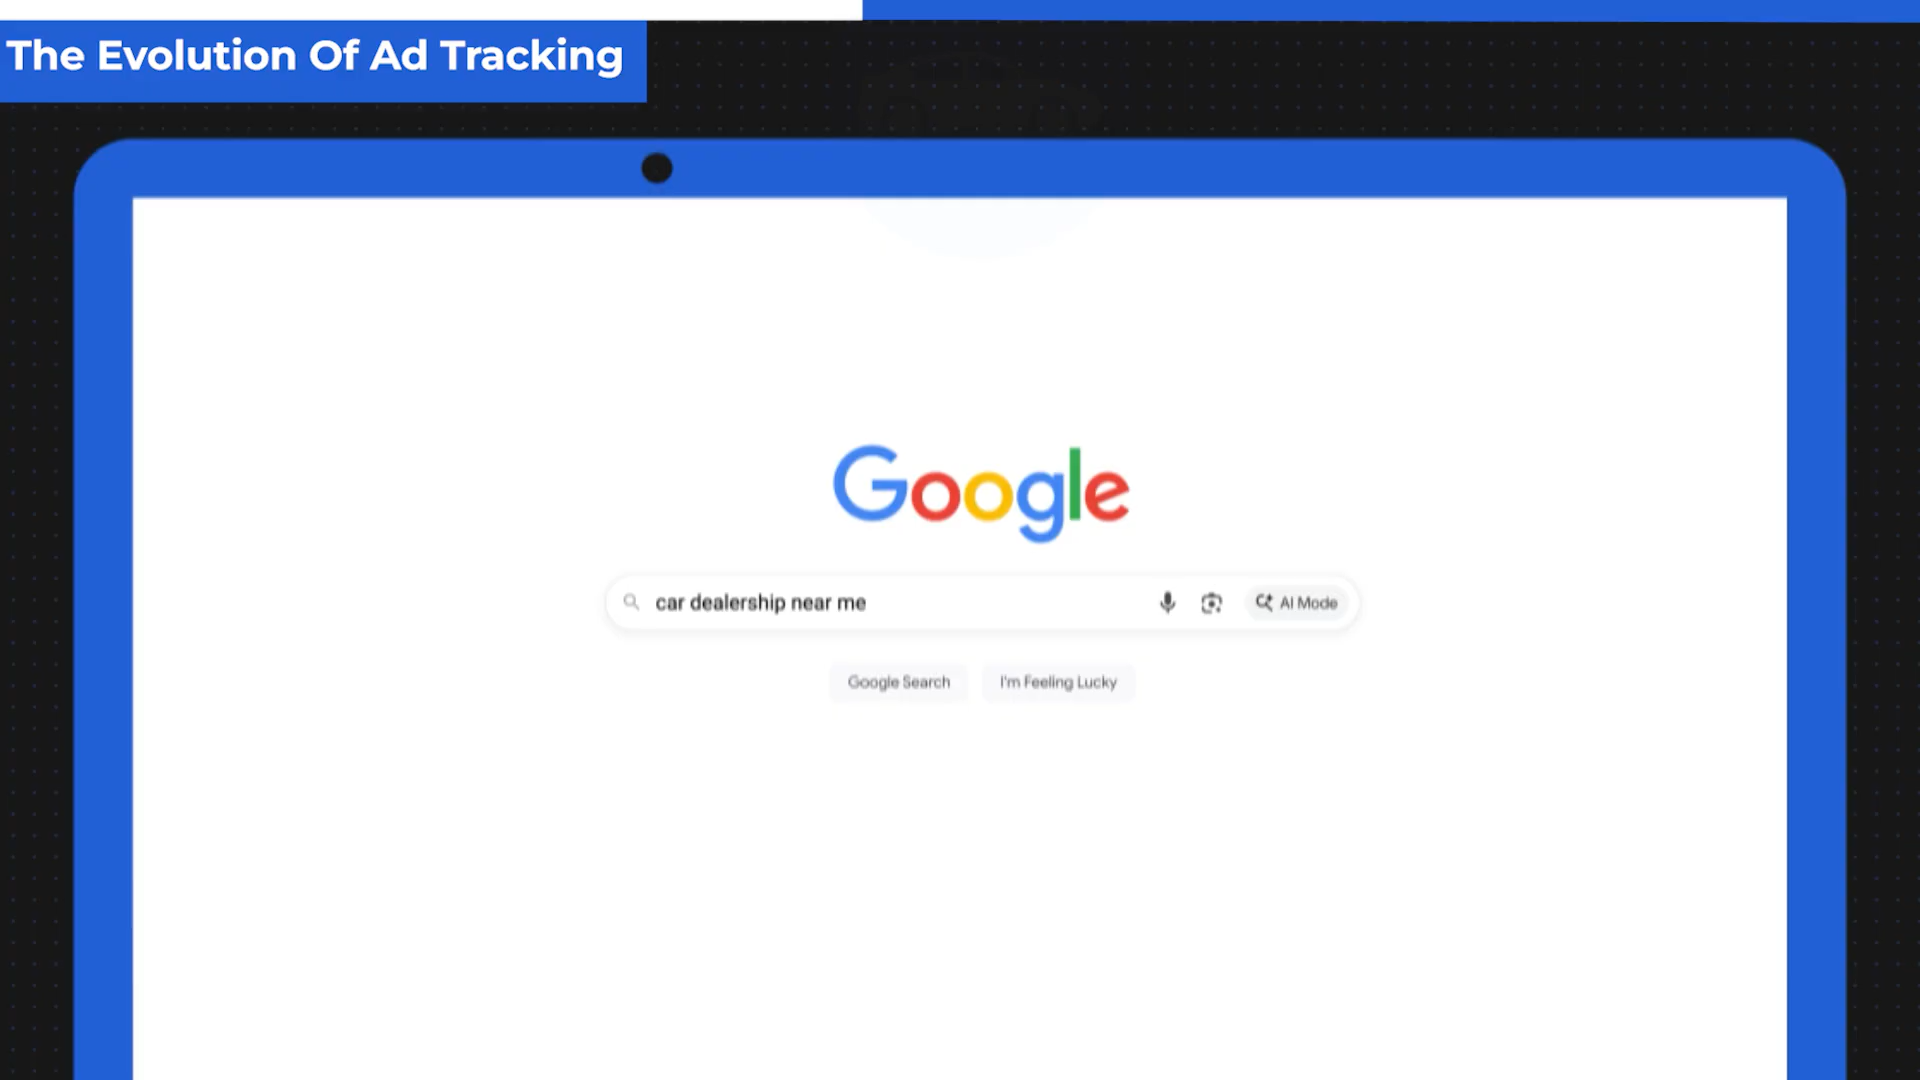 The Evolution Of Ad Tracking
Google
car dealership near me
AI Mode
Google Search
I'm Feeling Lucky